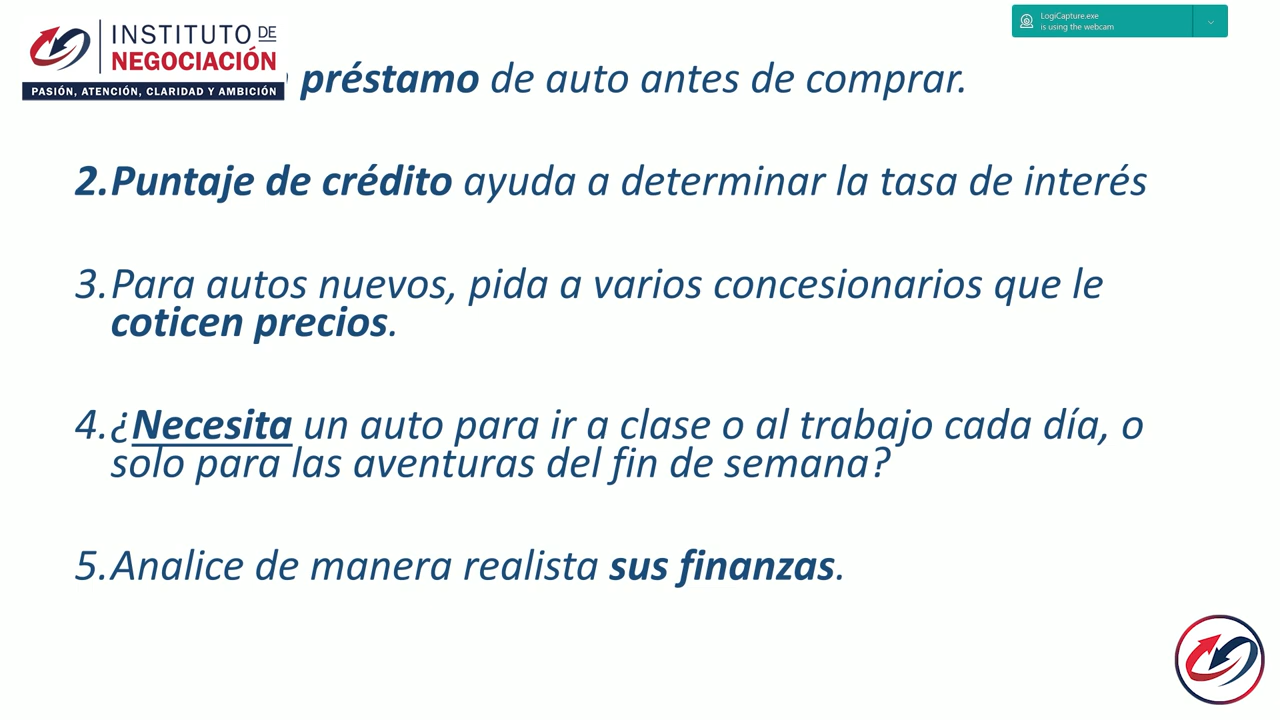 INSTITUTO DE
NEGOCIACIÓN
PASIÓN, ATENCIÓN, CLARIDAD Y AMBICIÓN
LogiCapture.exe
is using the webcam
préstamo de auto antes de comprar.
2.Puntaje de crédito ayuda a determinar la tasa de interés
3.Para autos nuevos, pida a varios concesionarios que le
coticen precios.
4.¿Necesita un auto para ir a clase o al trabajo cada día, o
solo para las aventuras del fin de semana?
5.Analice de manera realista sus finanzas.